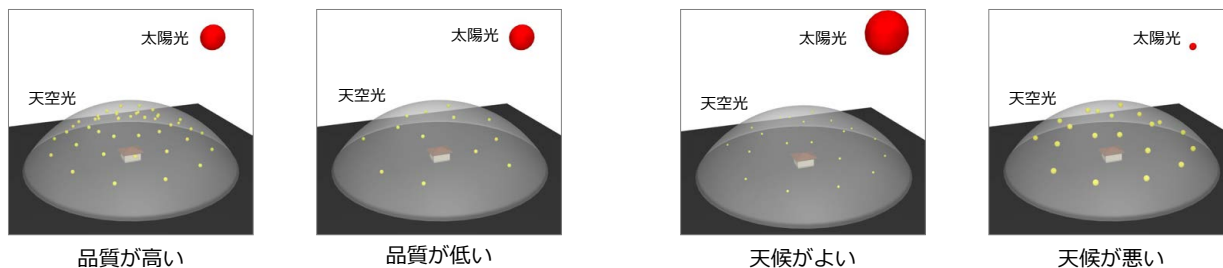 太陽光
天空光
品質が高い
太陽光
天空光
品質が低い
太陽光
天空光
天候がよい
太陽光
天空光
天候が悪い